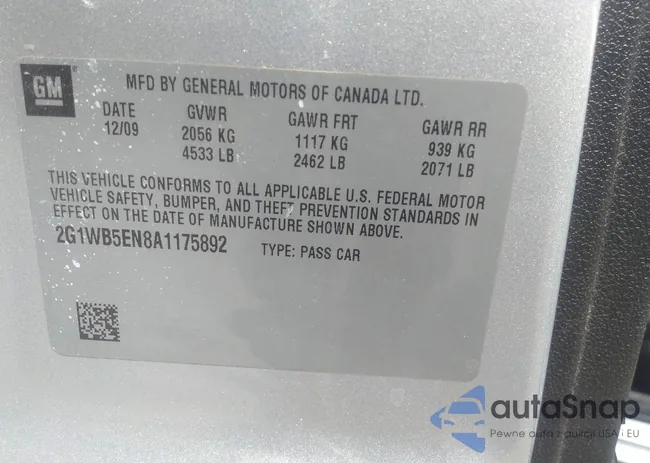 GM
MFD BY GENERAL MOTORS OF CANADA LTD.
DATE GVWR GAWR FRT GAWR RR
12/09 2056 KG 1117 KG 939 KG
4533 LB 2462 LB 2071 LB
THIS VEHICLE CONFORMS TO ALL APPLICABLE U.S. FEDERAL MOTOR
VEHICLE SAFETY, BUMPER, AND THEFT PREVENTION STANDARDS IN
EFFECT ON THE DATE OF MANUFACTURE SHOWN ABOVE.
2G1WB5EN8A1175892 TYPE: PASS CAR
autaSnap
Pewne auta z aukcji USA i EU